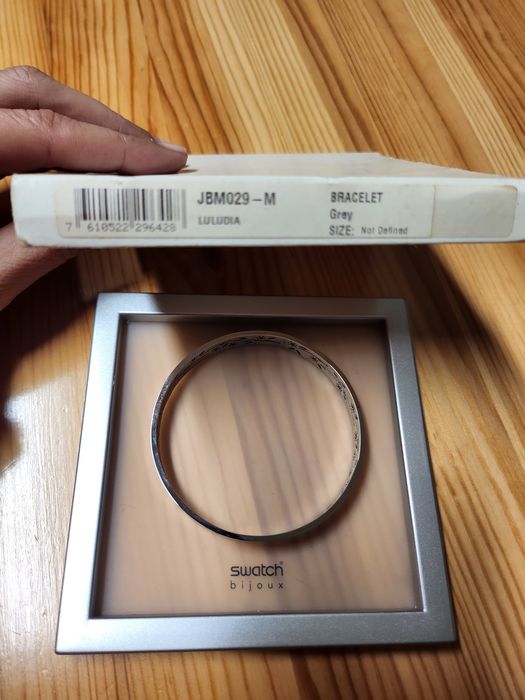 JBM029-M
LULUDIA
7 610522 296428
BRACELET
Grey
SIZE: Not Defined
swatch®
bijoux